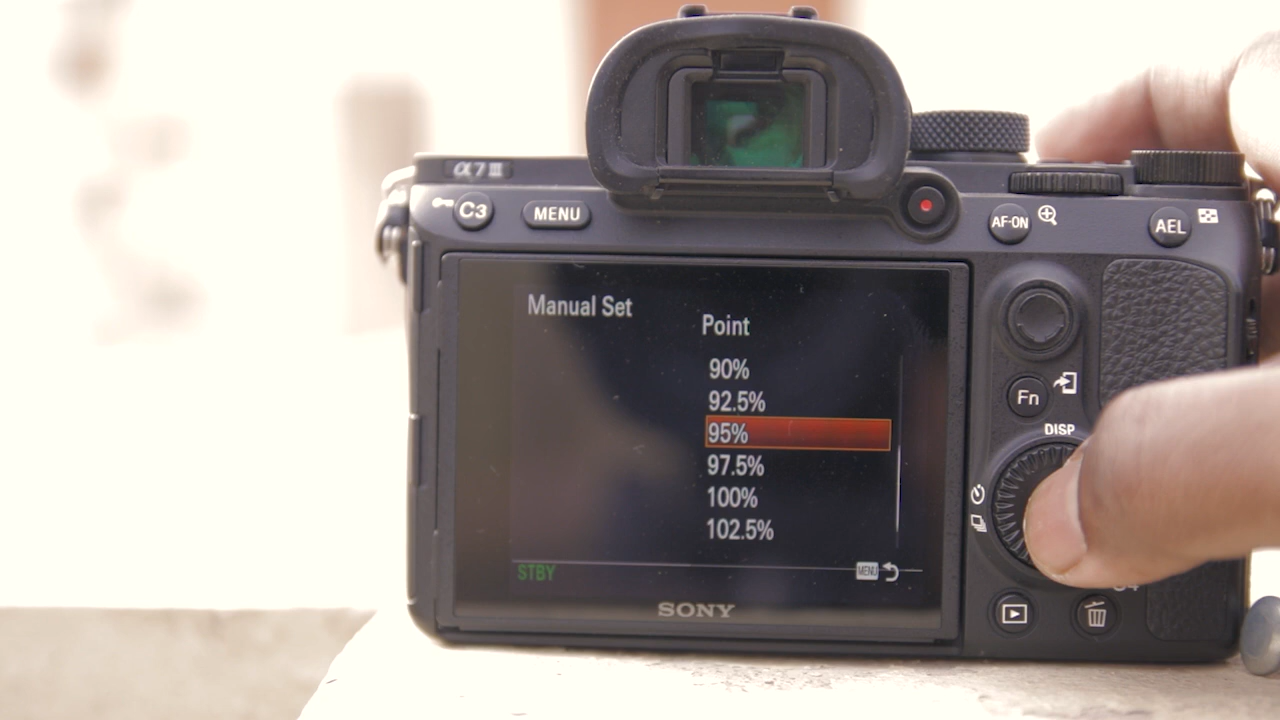 α7III
C3
MENU
AF-ON
AEL
Manual Set
Point
90%
92.5%
95%
97.5%
100%
102.5%
Fn
DISP
STBY
MENU
SONY